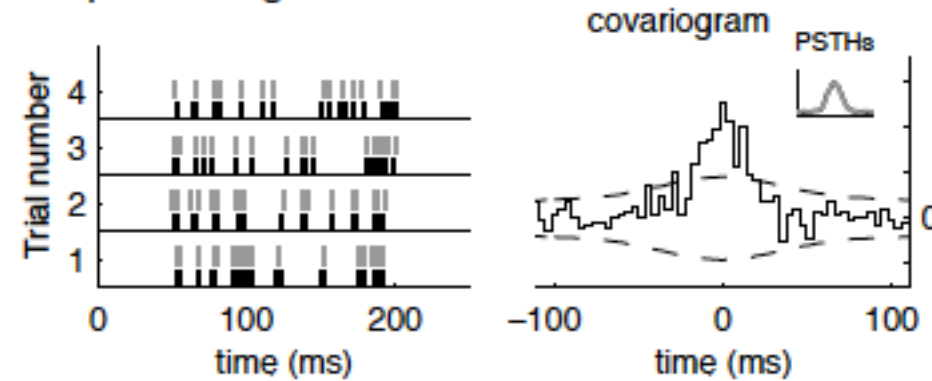 covariogram
PSTHs
Trial number
4
3
2
1
0 100 200
time (ms)
−100 0 100
time (ms)
0